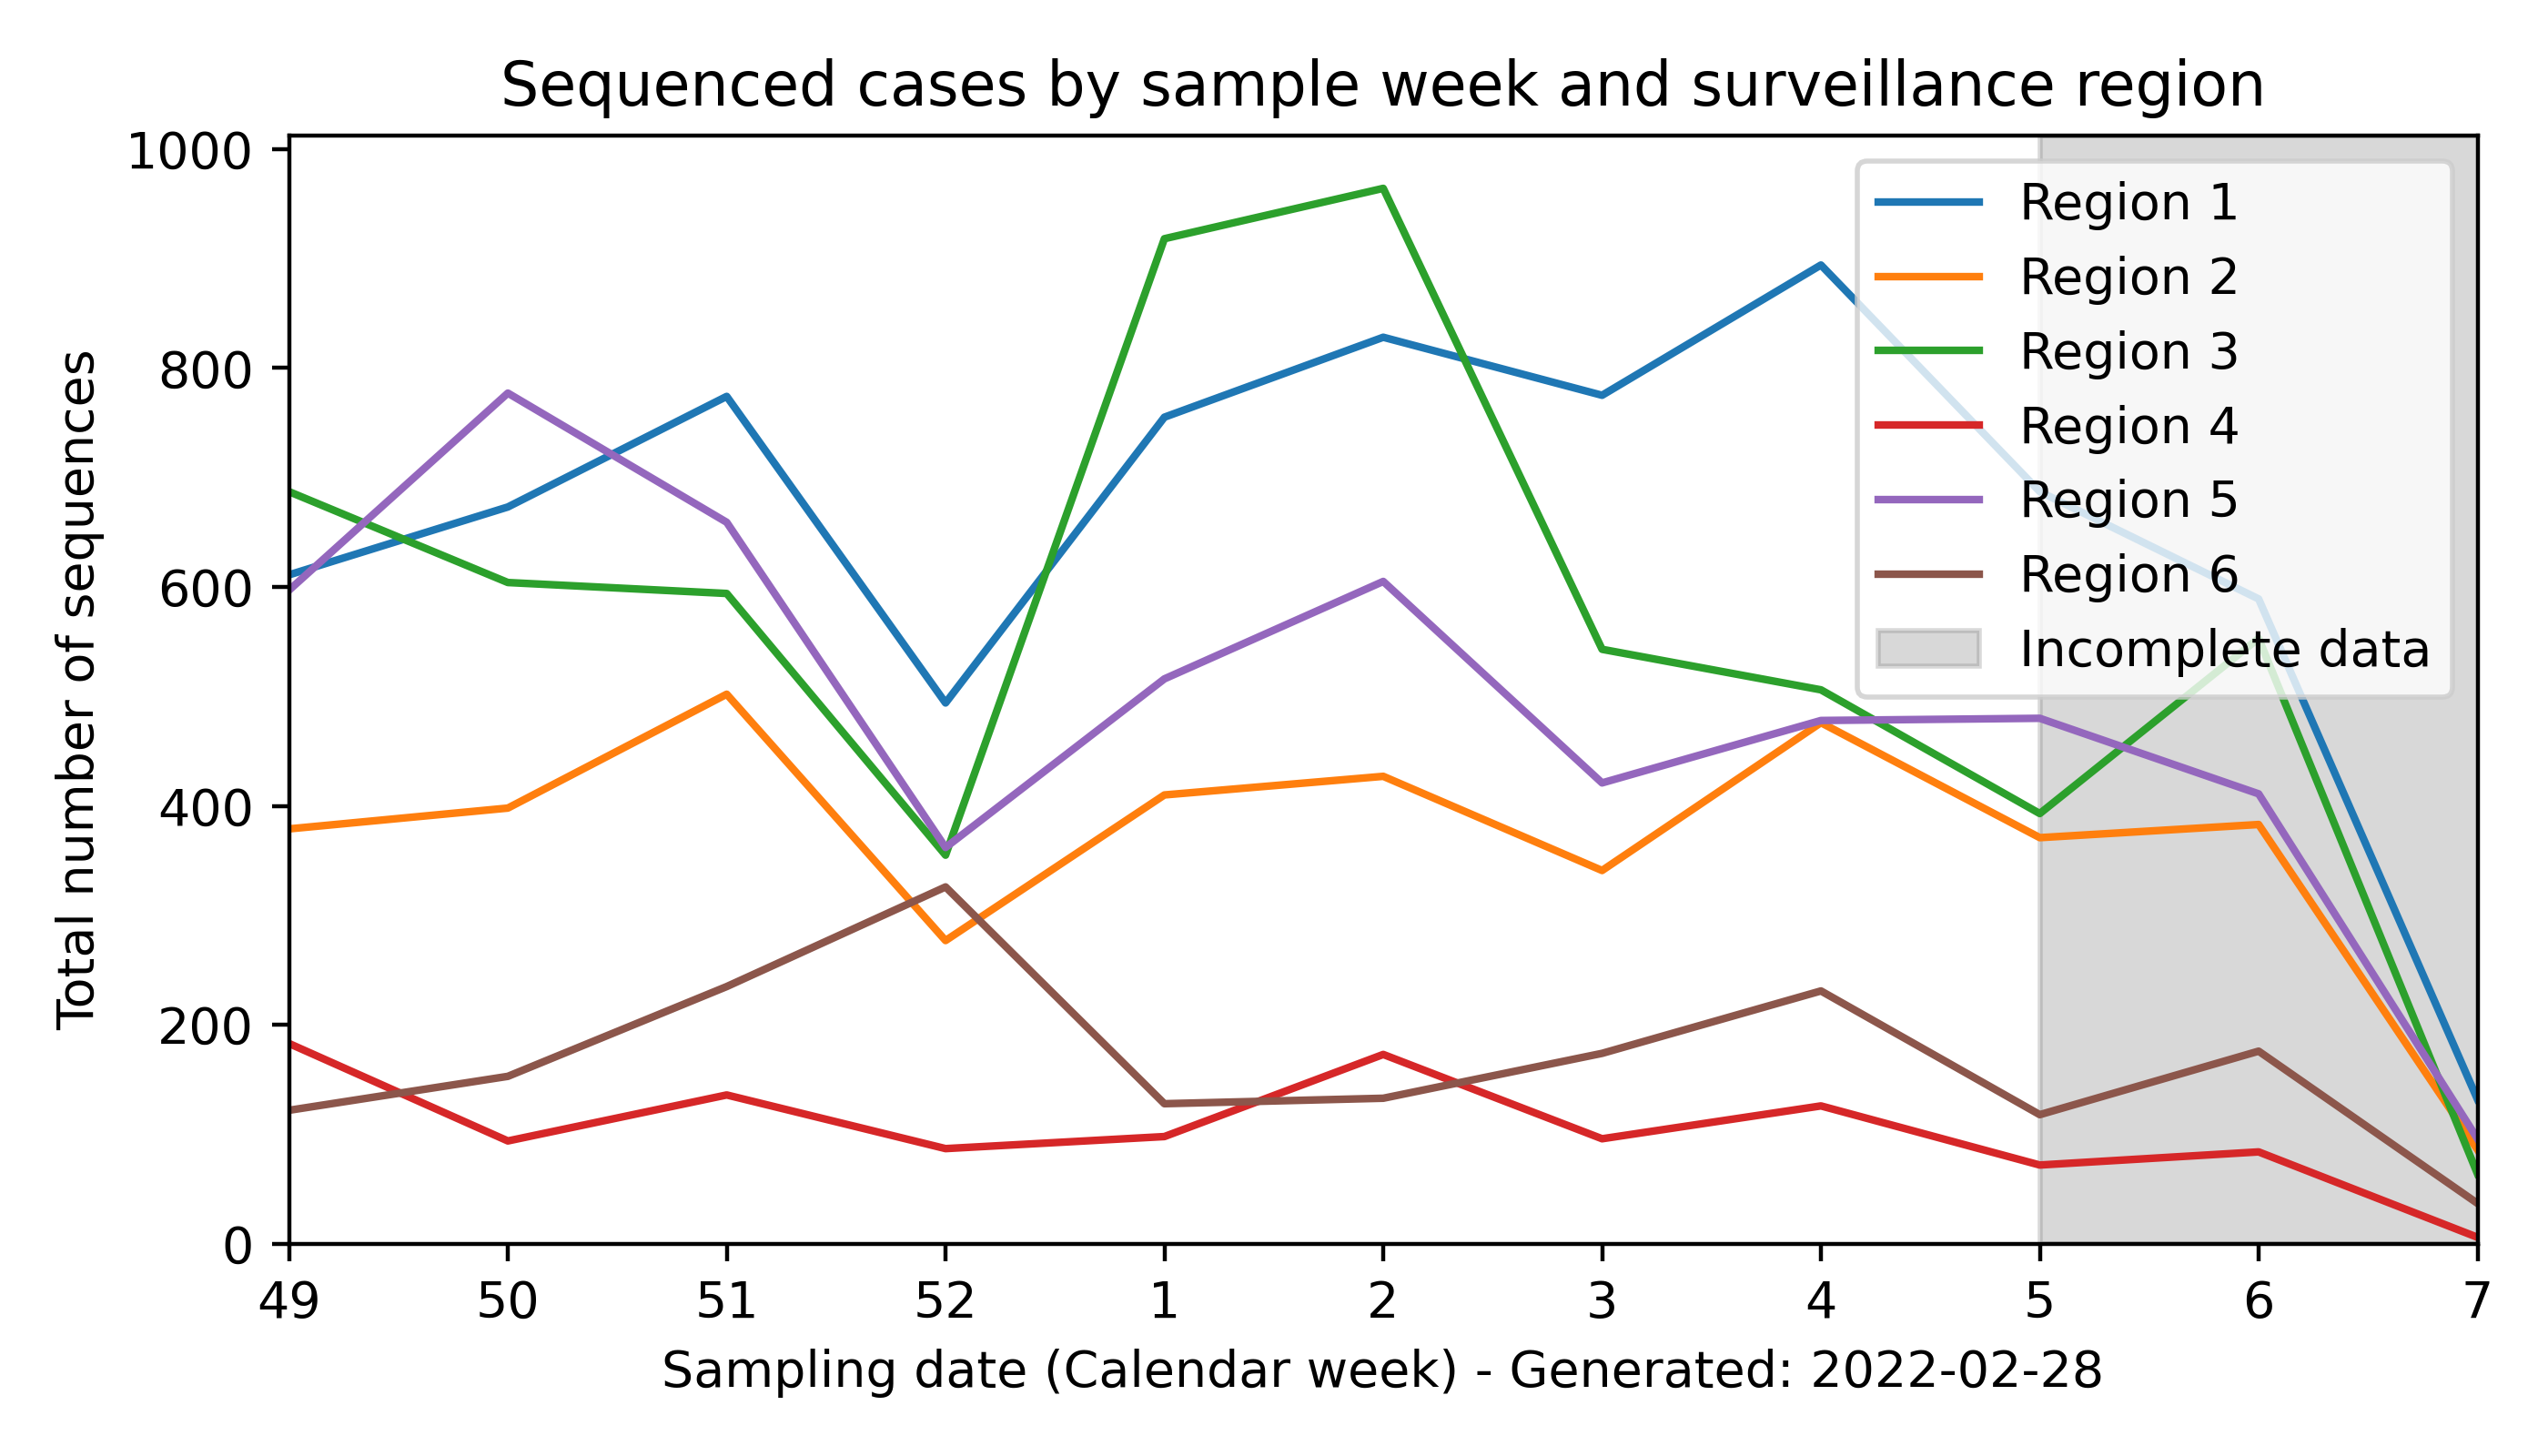 Sequenced cases by sample week and surveillance region
Total number of sequences
1000
800
600
400
200
0
Region 1
Region 2
Region 3
Region 4
Region 5
Region 6
Incomplete data
49 50 51 52 1 2 3 4 5 6 7
Sampling date (Calendar week) - Generated: 2022-02-28